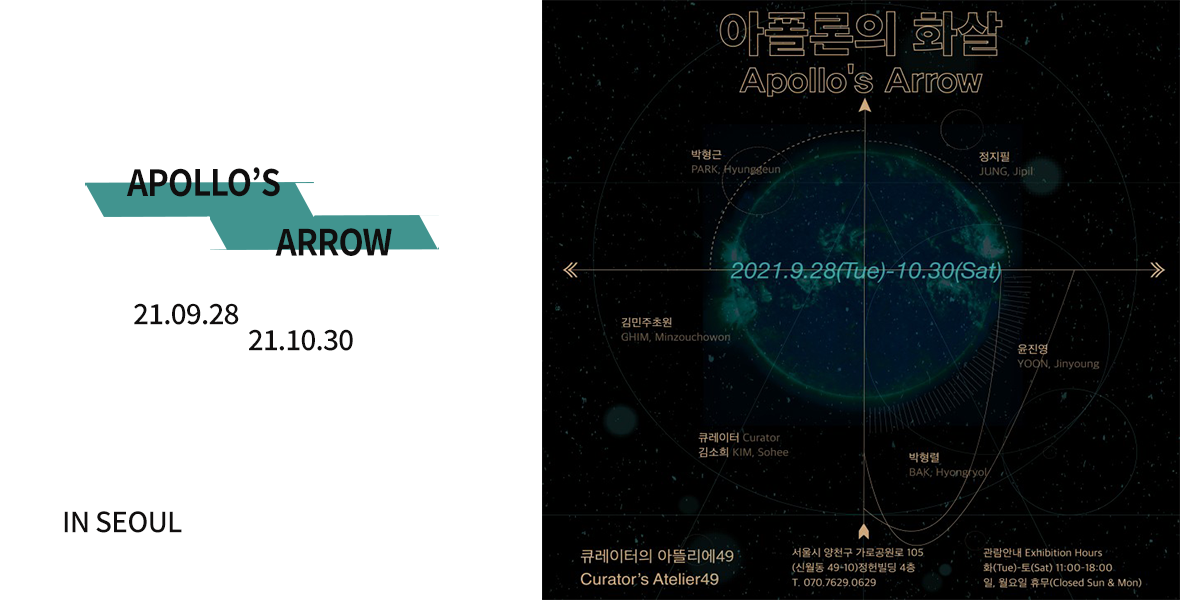 APOLLO’S
ARROW
21.09.28
21.10.30
IN SEOUL
아폴론의 화살
Apollo's Arrow
박형근
PARK, Hyunggeun
정지필
JUNG, Jipil
2021.9.28(Tue)-10.30(Sat)
김민주초원
GHIM, Minzouchowon
윤진영
YOON, Jinyoung
큐레이터 Curator
김소희 KIM, Sohee
박형렬
BAK, Hyongryol
큐레이터의 아뜰리에49
Curator’s Atelier49
서울시 양천구 가로공원로 105
(신월동 49-10)정헌빌딩 4층
T. 070.7629.0629
관람안내 Exhibition Hours
화(Tue)-토(Sat) 11:00-18:00
일, 월요일 휴무(Closed Sun & Mon)